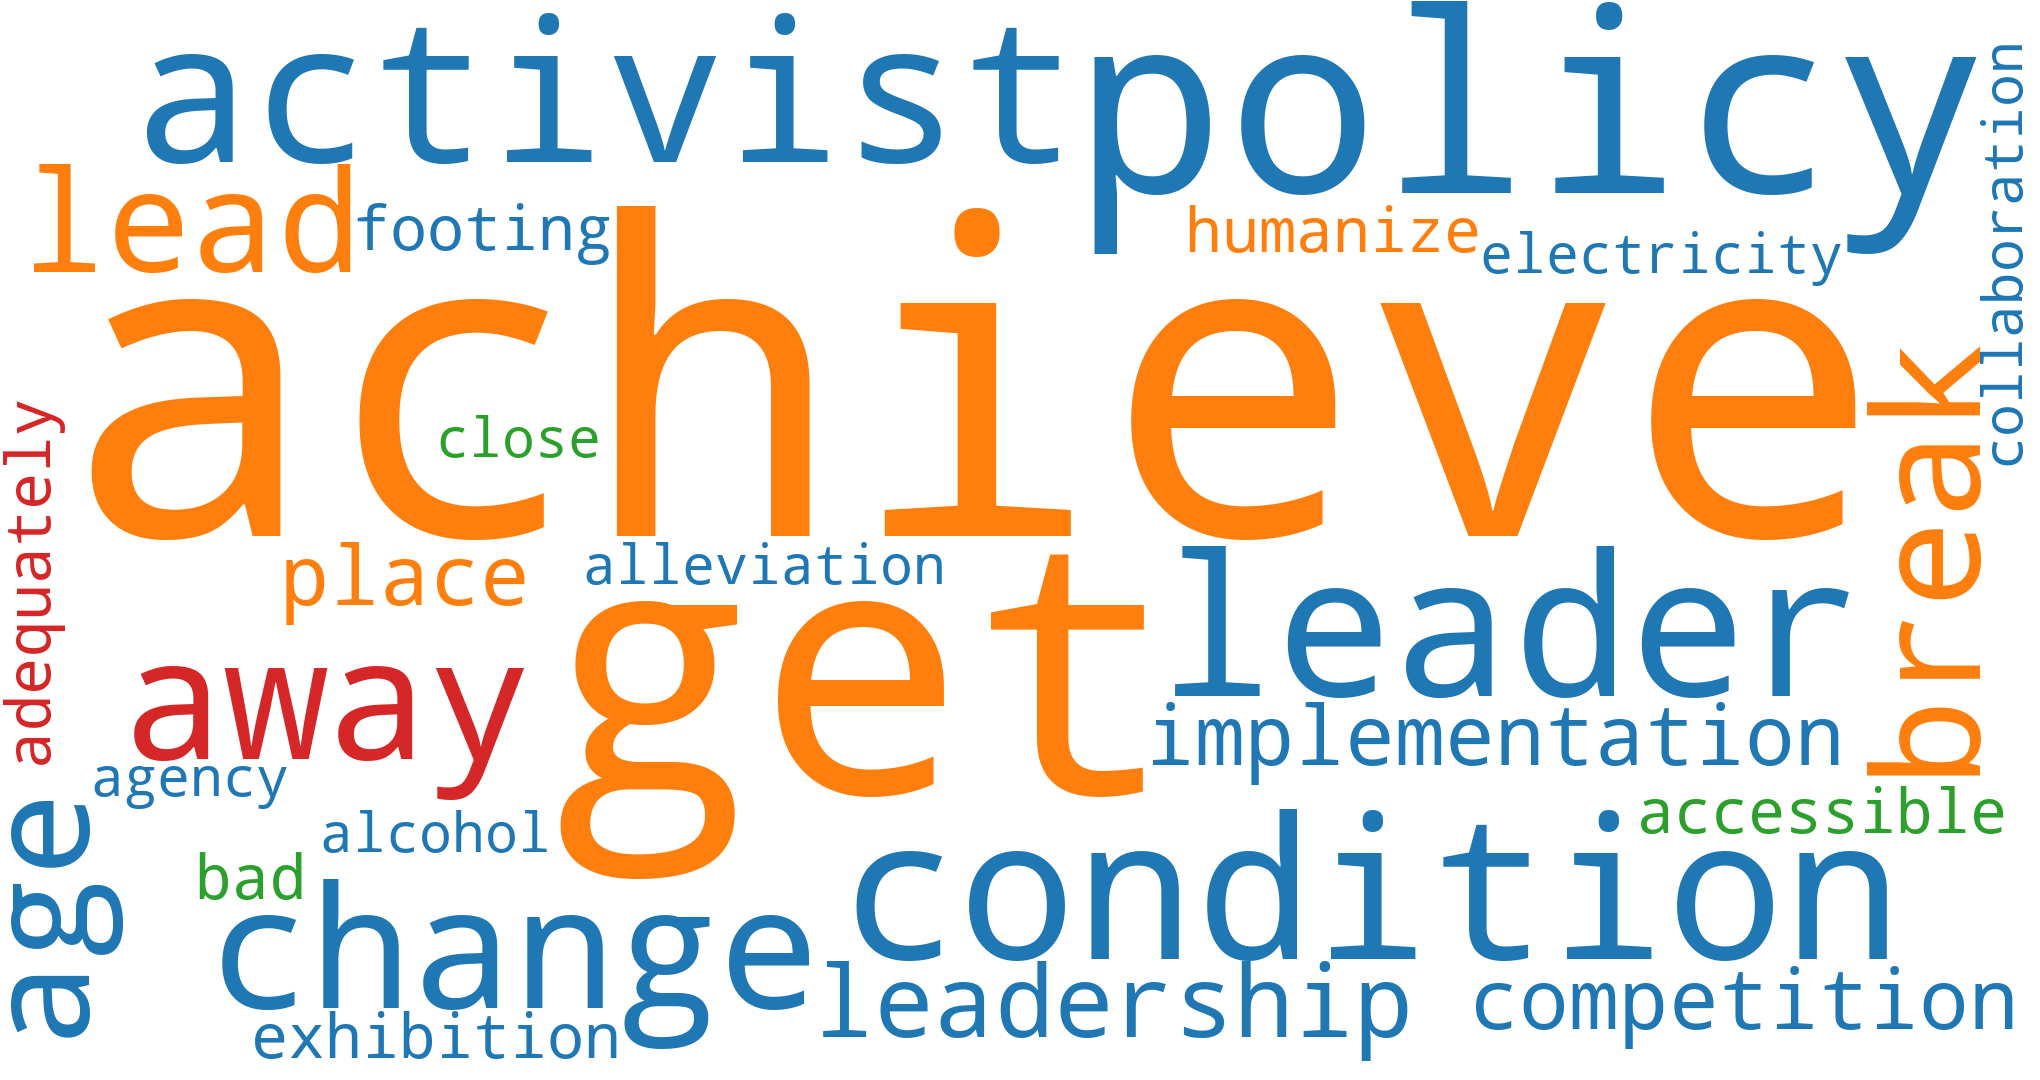 activist
policy
collaboration
lead
footing
humanize
electricity
achieve
close
break
adequately
place
alleviation
get
leader
away
implementation
agency
age
alcohol
accessible
bad
change
condition
leadership
competition
exhibition